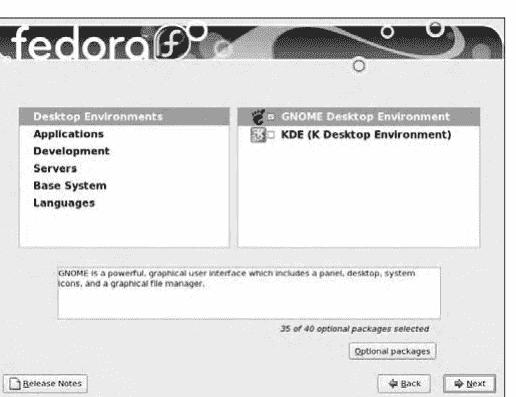 fedora
Desktop Environments
Applications
Development
Servers
Base System
Languages
GNOME Desktop Environment
KDE (K Desktop Environment)
GNOME is a powerful, graphical user interface which includes a panel, desktop, system
icons, and a graphical file manager.
35 of 40 optional packages selected
Optional packages
Release Notes
Back
Next